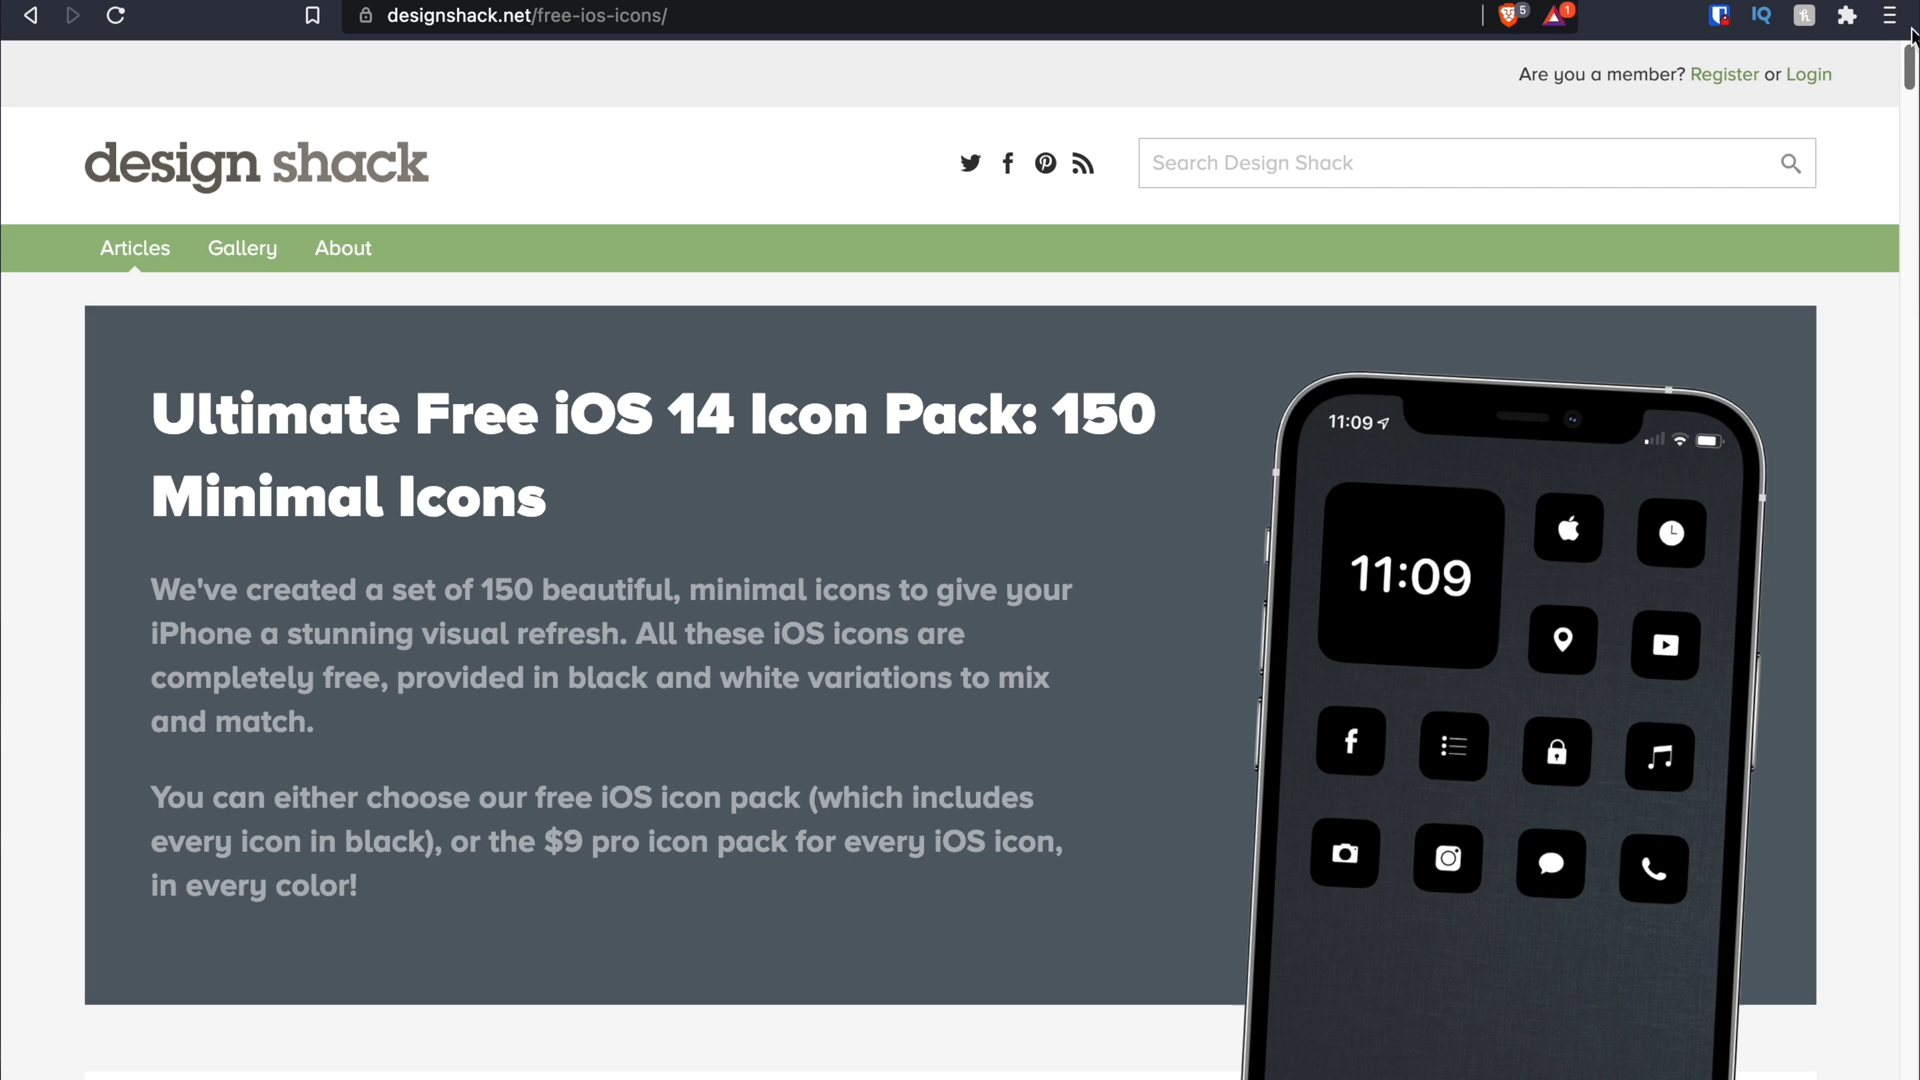 designshack.net/free-ios-icons/
5
1
IQ
Are you a member? Register or Login
design shack
Search Design Shack
Articles Gallery About
Ultimate Free iOS 14 Icon Pack: 150
Minimal Icons
We've created a set of 150 beautiful, minimal icons to give your
iPhone a stunning visual refresh. All these iOS icons are
completely free, provided in black and white variations to mix
and match.
You can either choose our free iOS icon pack (which includes
every icon in black), or the $9 pro icon pack for every iOS icon,
in every color!
11:09
11:09